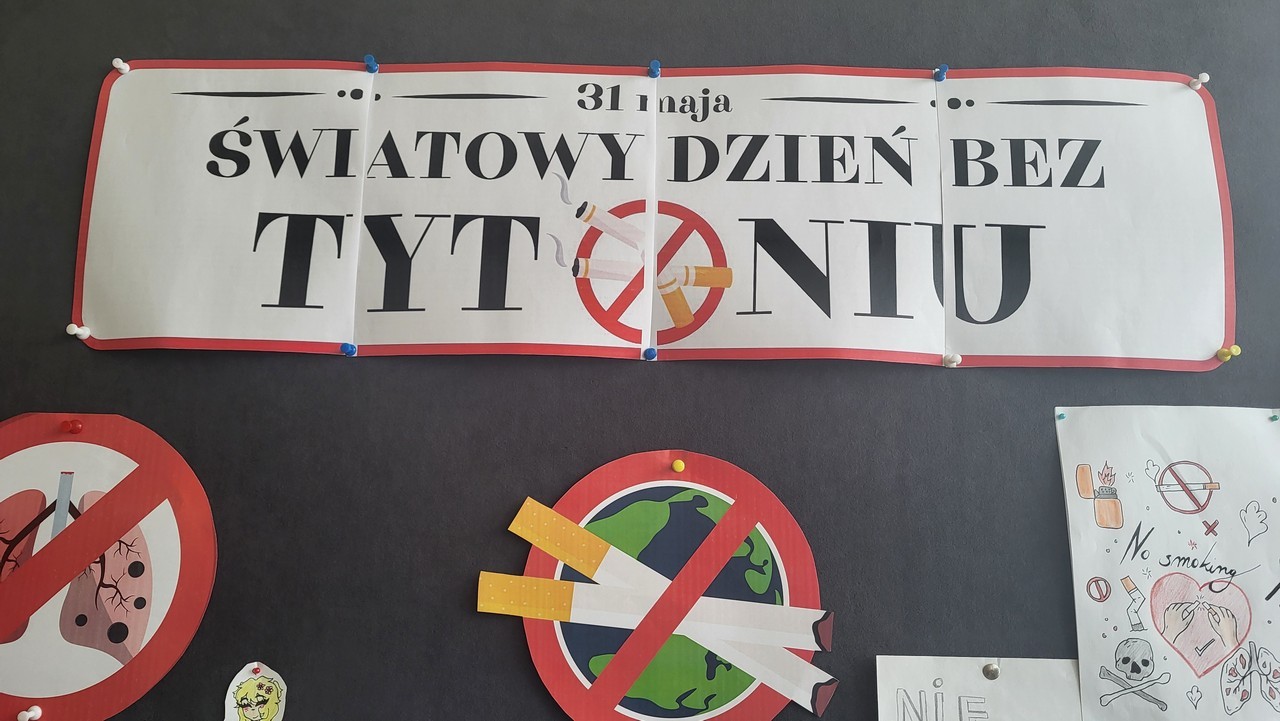 31 maja
ŚWIATOWY DZIEŃ BEZ
TYTONIU
No smoking
NiE